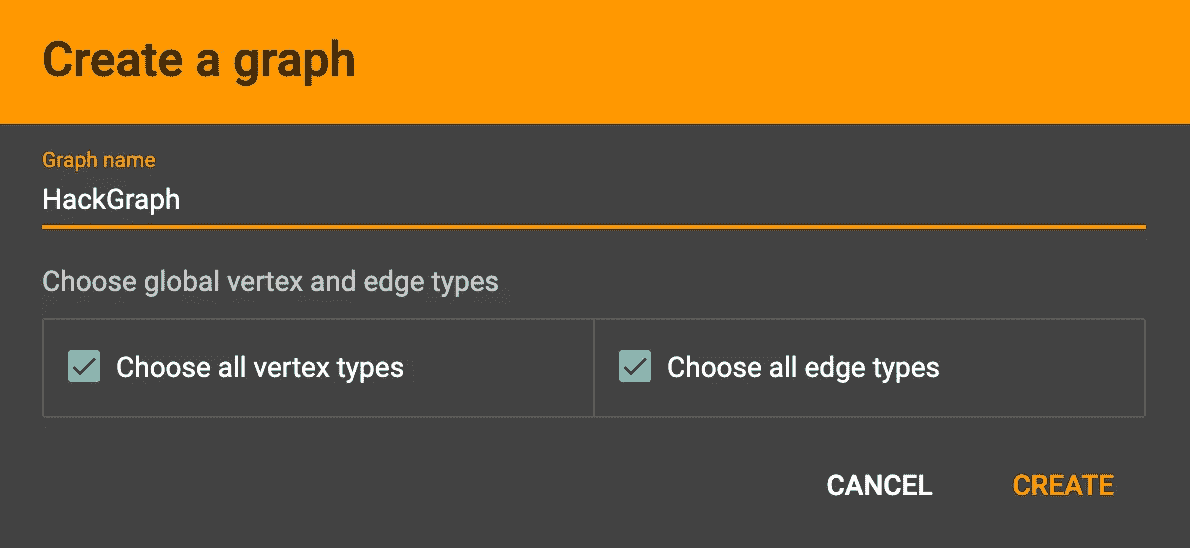 Create a graph
Graph name
HackGraph
Choose global vertex and edge types
Choose all vertex types
Choose all edge types
CANCEL
CREATE